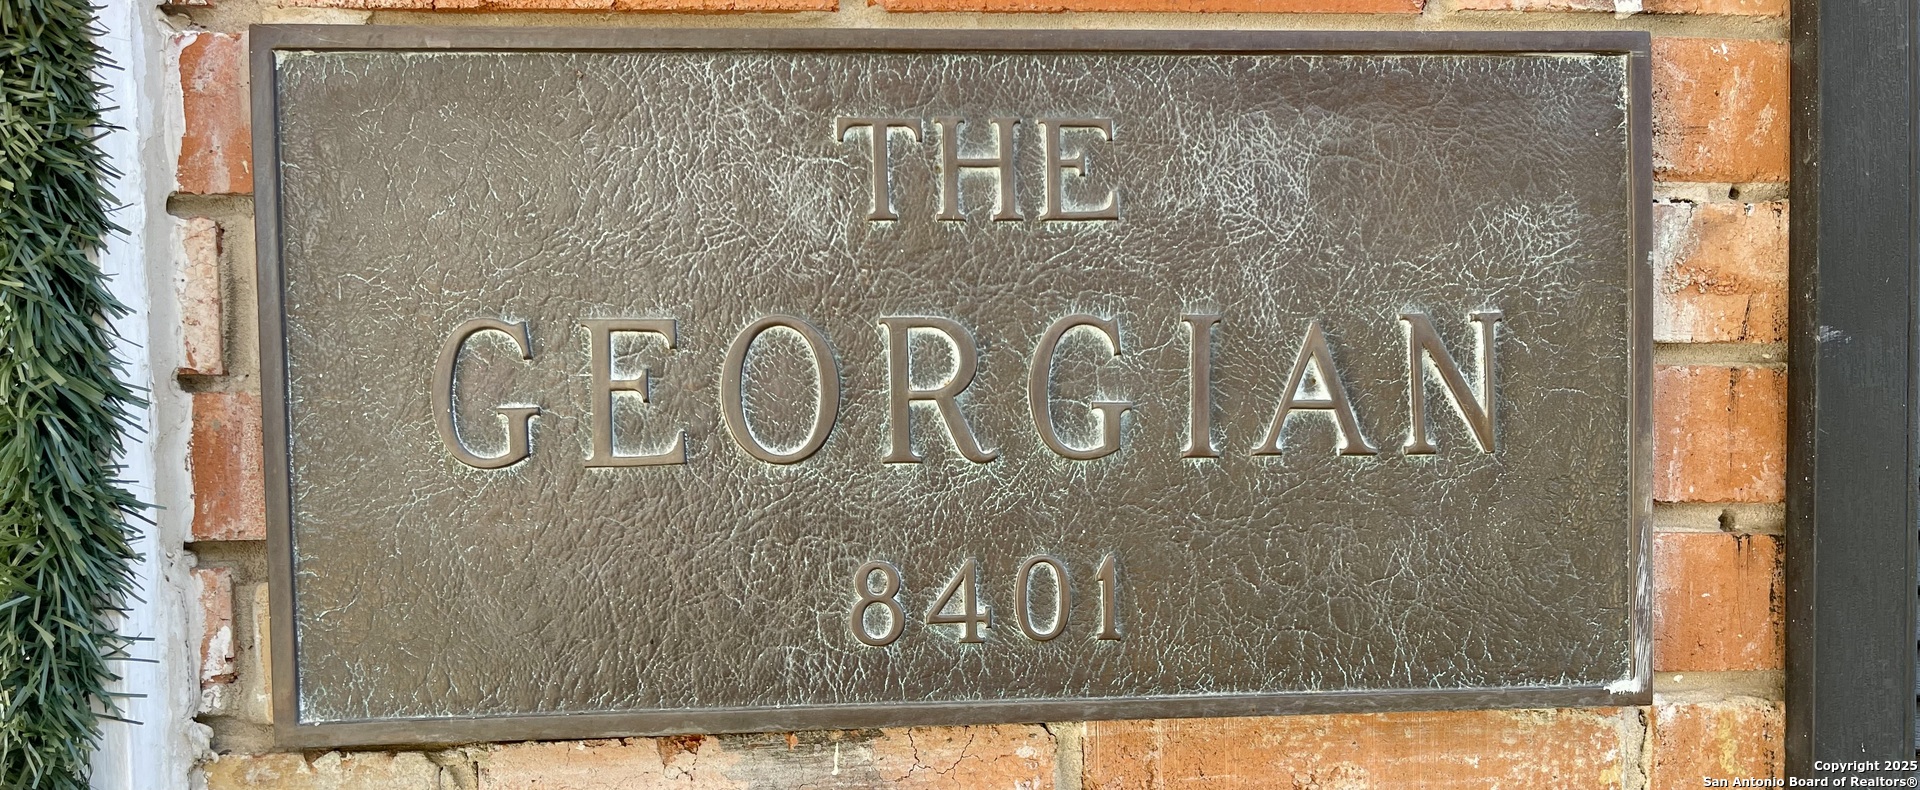 THE
GEORGIAN
8401
Copyright 2025
San Antonio Board of Realtors®